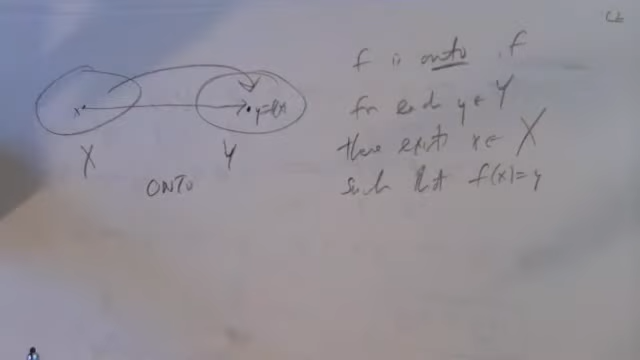 x
y=f(x)
X
Y
ONTO
f is onto if
for each y ∈ Y
there exists x ∈ X
such that f(x)=y